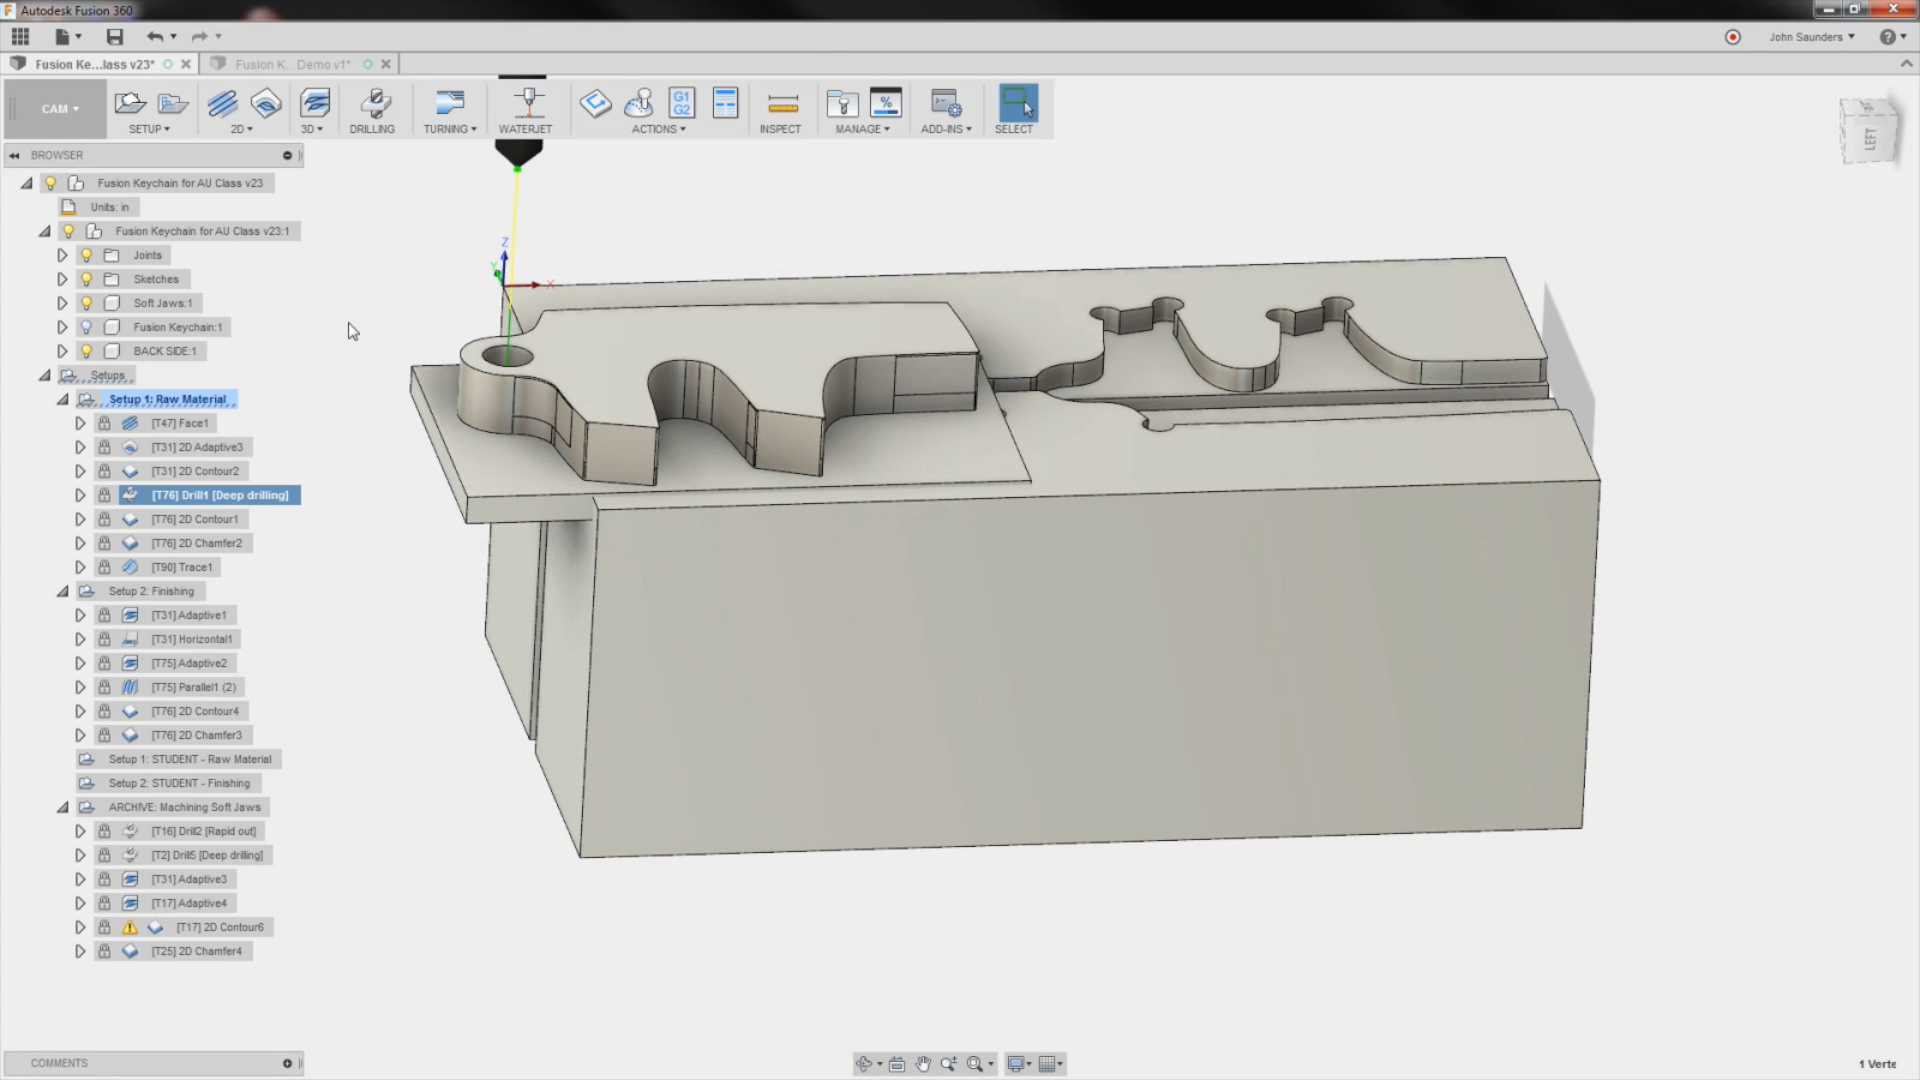 Autodesk Fusion 360
John Saunders
Fusion Ke...lass v23*
Fusion K...Demo v1*
CAM
G1
G2
%
SETUP
2D
3D
DRILLING
TURNING
WATERJET
ACTIONS
INSPECT
MANAGE
ADD-INS
SELECT
LEFT
BROWSER
Fusion Keychain for AU Class v23
Units: in
Fusion Keychain for AU Class v23:1
Joints
Sketches
Soft Jaws:1
Fusion Keychain:1
BACK SIDE:1
Setups
Setup 1: Raw Material
[T47] Face1
[T31] 2D Adaptive3
[T31] 2D Contour2
[T76] Drill1 [Deep drilling]
[T76] 2D Contour1
[T76] 2D Chamfer2
[T90] Trace1
Setup 2: Finishing
[T31] Adaptive1
[T31] Horizontal1
[T75] Adaptive2
[T75] Parallel1 (2)
[T76] 2D Contour4
[T76] 2D Chamfer3
Setup 1: STUDENT - Raw Material
Setup 2: STUDENT - Finishing
ARCHIVE: Machining Soft Jaws
[T16] Drill2 [Rapid out]
[T2] Drill5 [Deep drilling]
[T31] Adaptive3
[T17] Adaptive4
[T17] 2D Contour6
[T25] 2D Chamfer4
Z
Y
X
COMMENTS
1 Verte